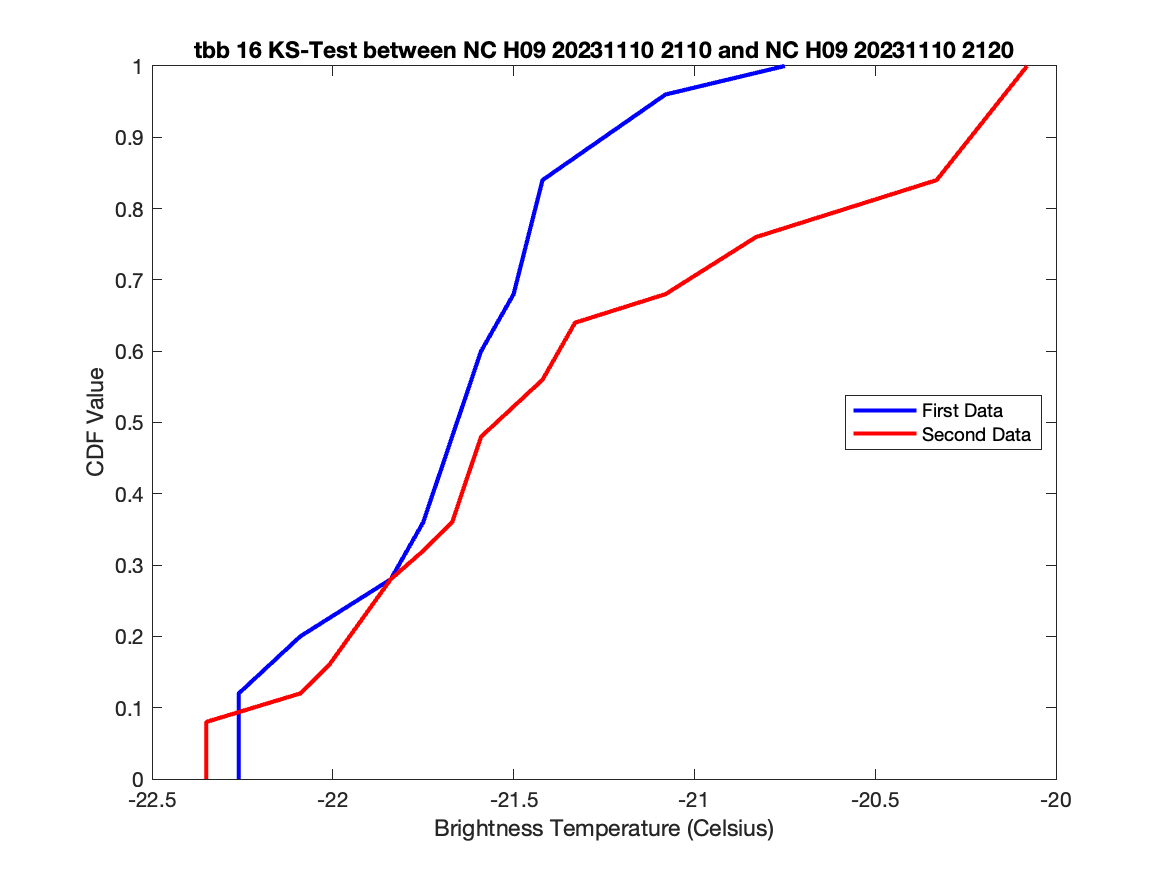 tbb 16 KS-Test between NC H09 20231110 2110 and NC H09 20231110 2120
1
0.9
0.8
0.7
0.6
0.5
0.4
0.3
0.2
0.1
0
CDF Value
First Data
Second Data
-22.5 -22 -21.5 -21 -20.5 -20
Brightness Temperature (Celsius)